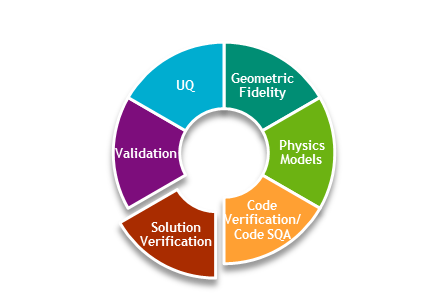 UQ
Geometric
Fidelity
Physics
Models
Code
Verification/
Code SQA
Solution
Verification
Validation